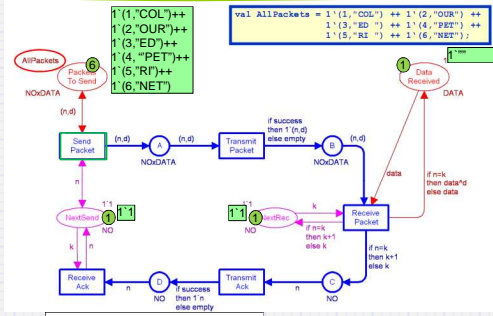 val AllPackets = 1`(1,"COL") ++ 1`(2,"OUR") ++
1`(3,"ED ") ++ 1`(4,"PET") ++
1`(5,"RI ") ++ 1`(6,"NET");
1`(1,"COL")++
1`(2,"OUR")++
1`(3,"ED")++
1`(4, "PET")++
1`(5,"RI")++
1`(6,"NET")
AllPackets
6
Packets
To Send
NOxDATA
1
1`""
Data
Received
DATA
(n,d)
Send
Packet
(n,d)
A
NOxDATA
(n,d)
Transmit
Packet
if success
then 1`(n,d)
else empty
B
NOxDATA
(n,d)
data
if n=k
then data^d
else data
n
1`1
NextSend
1
1`1
NO
1`1
1`1
1
NextRec
NO
k
if n=k
then k+1
else k
Receive
Packet
if n=k
then k+1
else k
k
n
Receive
Ack
n
D
NO
if success
then 1`n
else empty
Transmit
Ack
n
C
NO